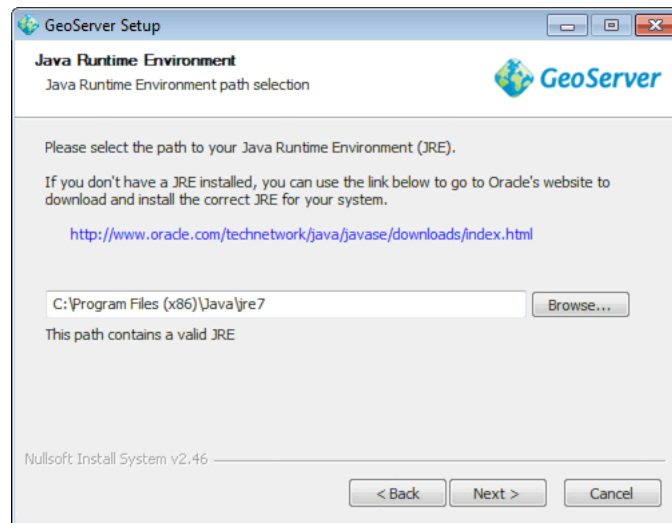 GeoServer Setup
Java Runtime Environment
Java Runtime Environment path selection
GeoServer
Please select the path to your Java Runtime Environment (JRE).
If you don't have a JRE installed, you can use the link below to go to Oracle's website to
download and install the correct JRE for your system.
http://www.oracle.com/technetwork/java/javase/downloads/index.html
C:\Program Files (x86)\Java\jre7
Browse...
This path contains a valid JRE
Nullsoft Install System v2.46
< Back
Next >
Cancel